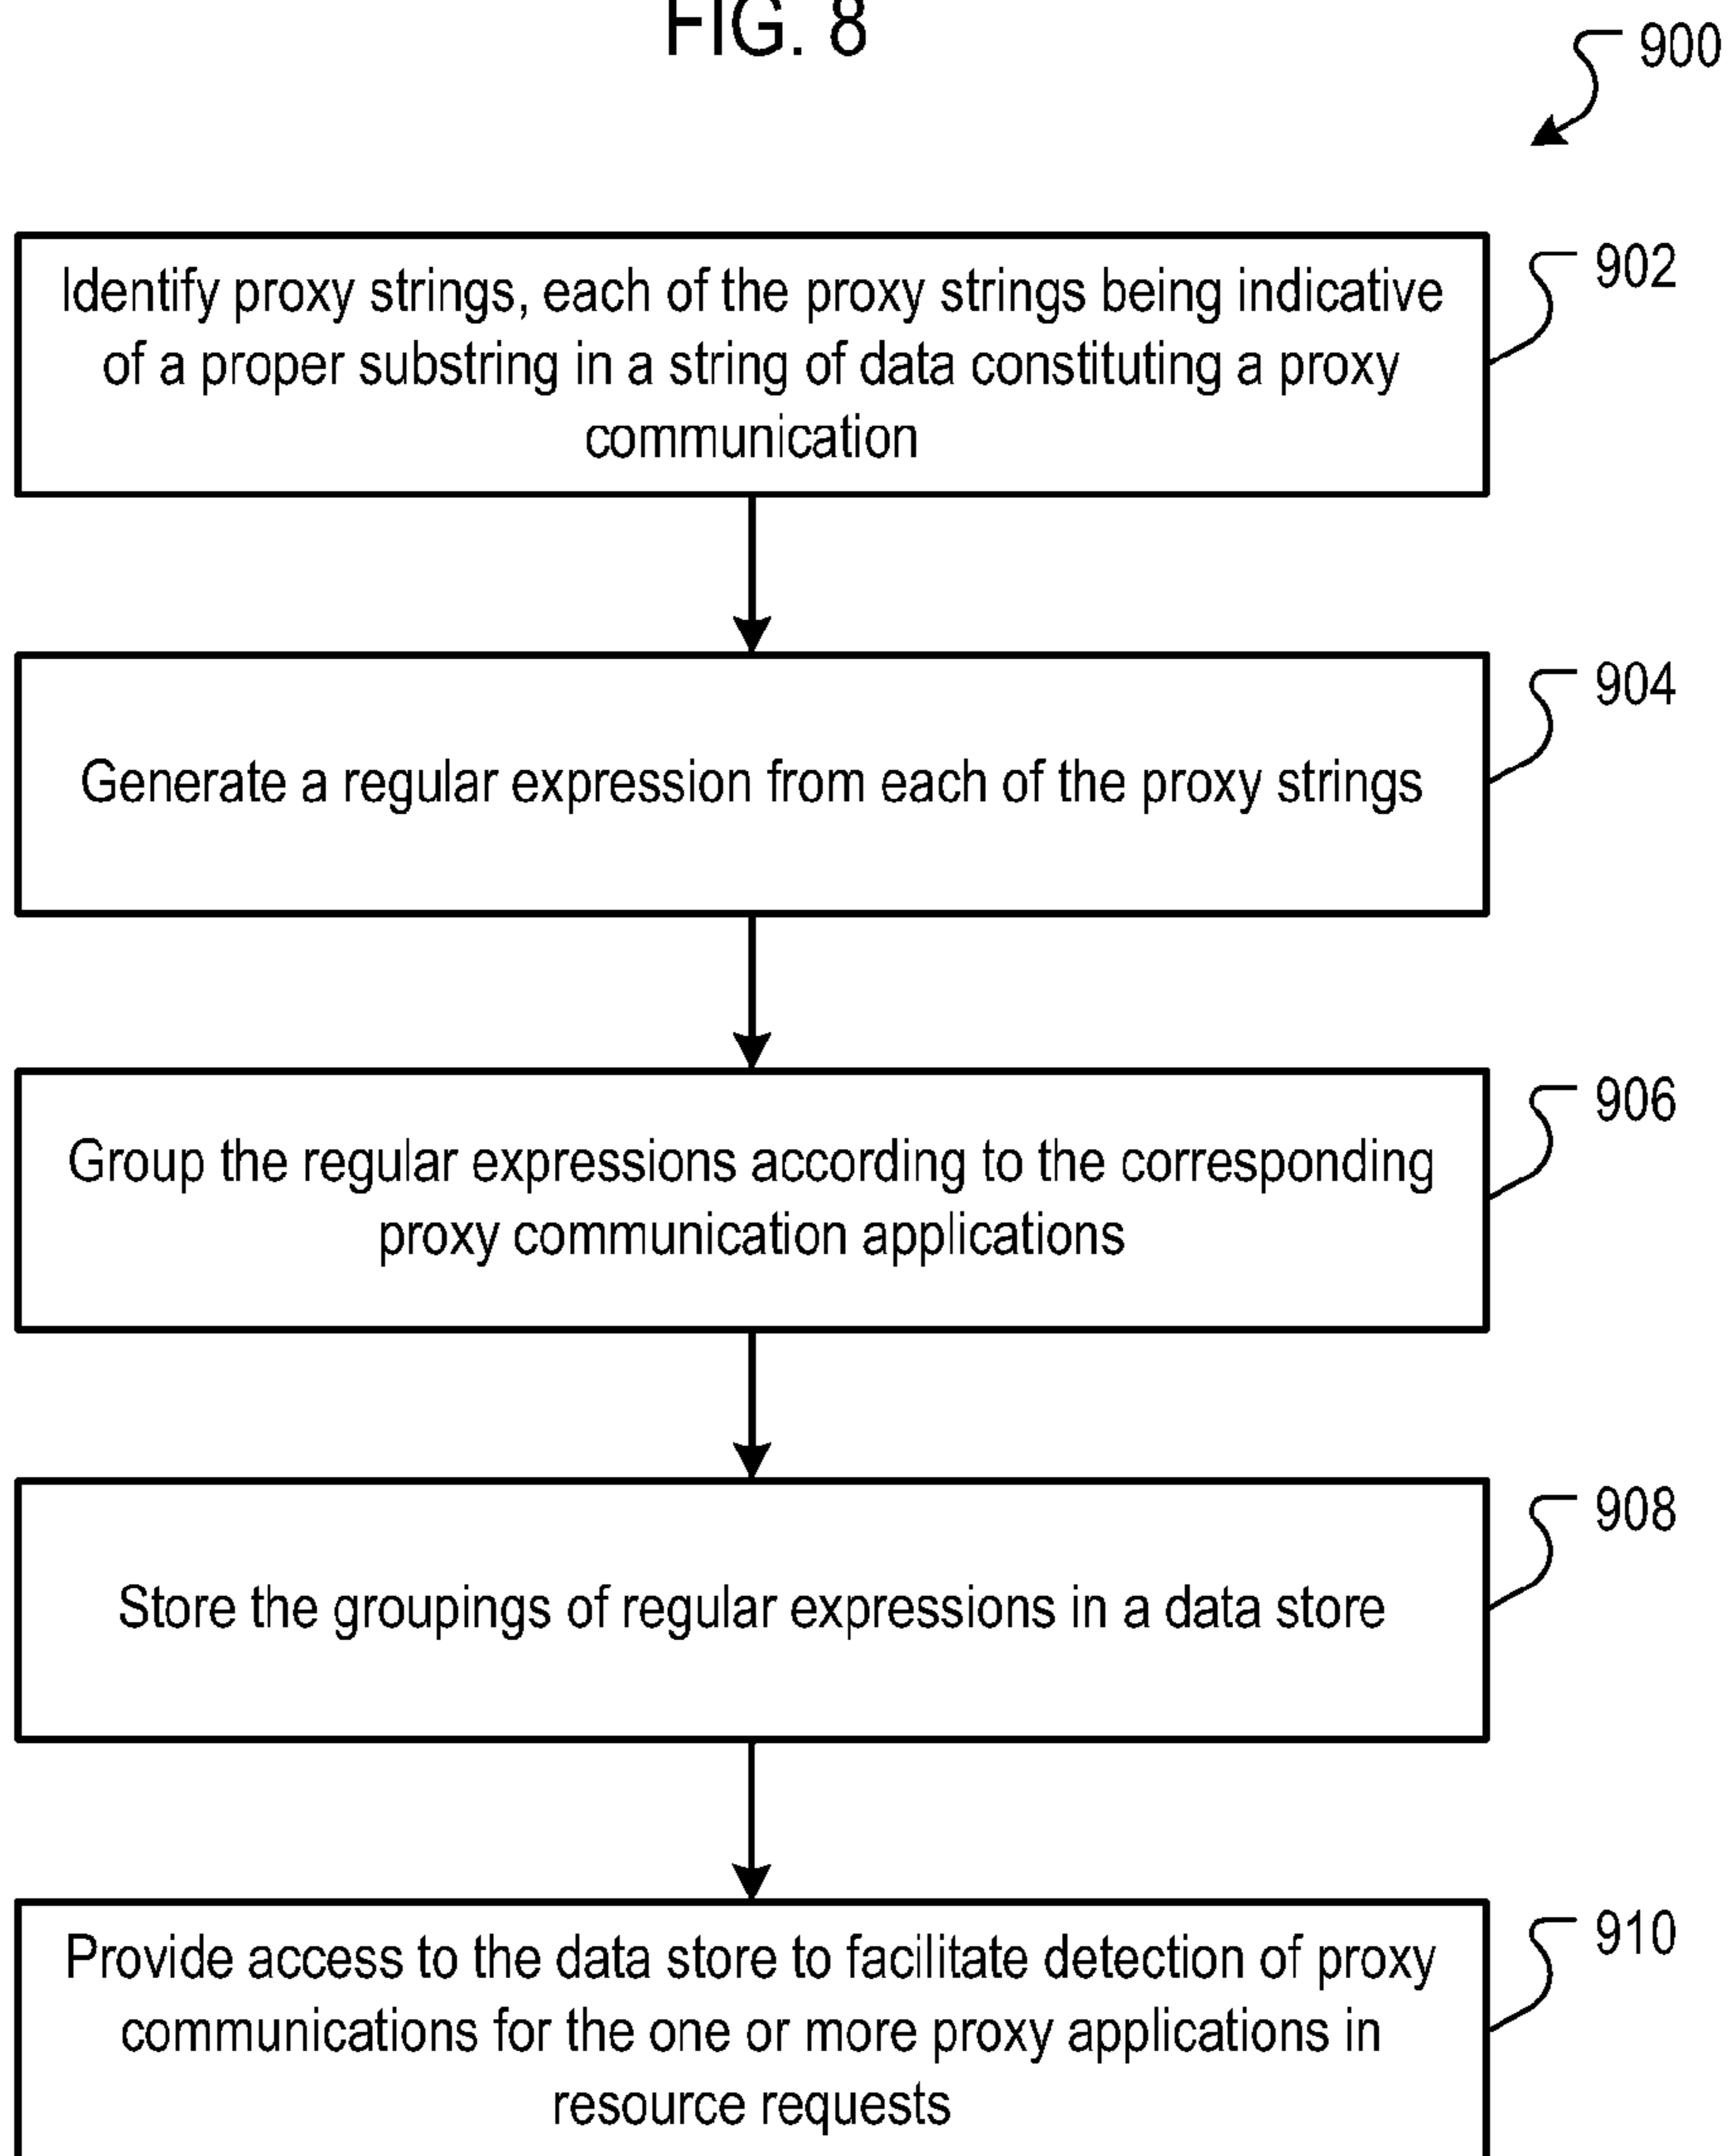 FIG. 8
900
Identify proxy strings, each of the proxy strings being indicative
of a proper substring in a string of data constituting a proxy
communication
902
Generate a regular expression from each of the proxy strings
904
Group the regular expressions according to the corresponding
proxy communication applications
906
Store the groupings of regular expressions in a data store
908
Provide access to the data store to facilitate detection of proxy
communications for the one or more proxy applications in
resource requests
910